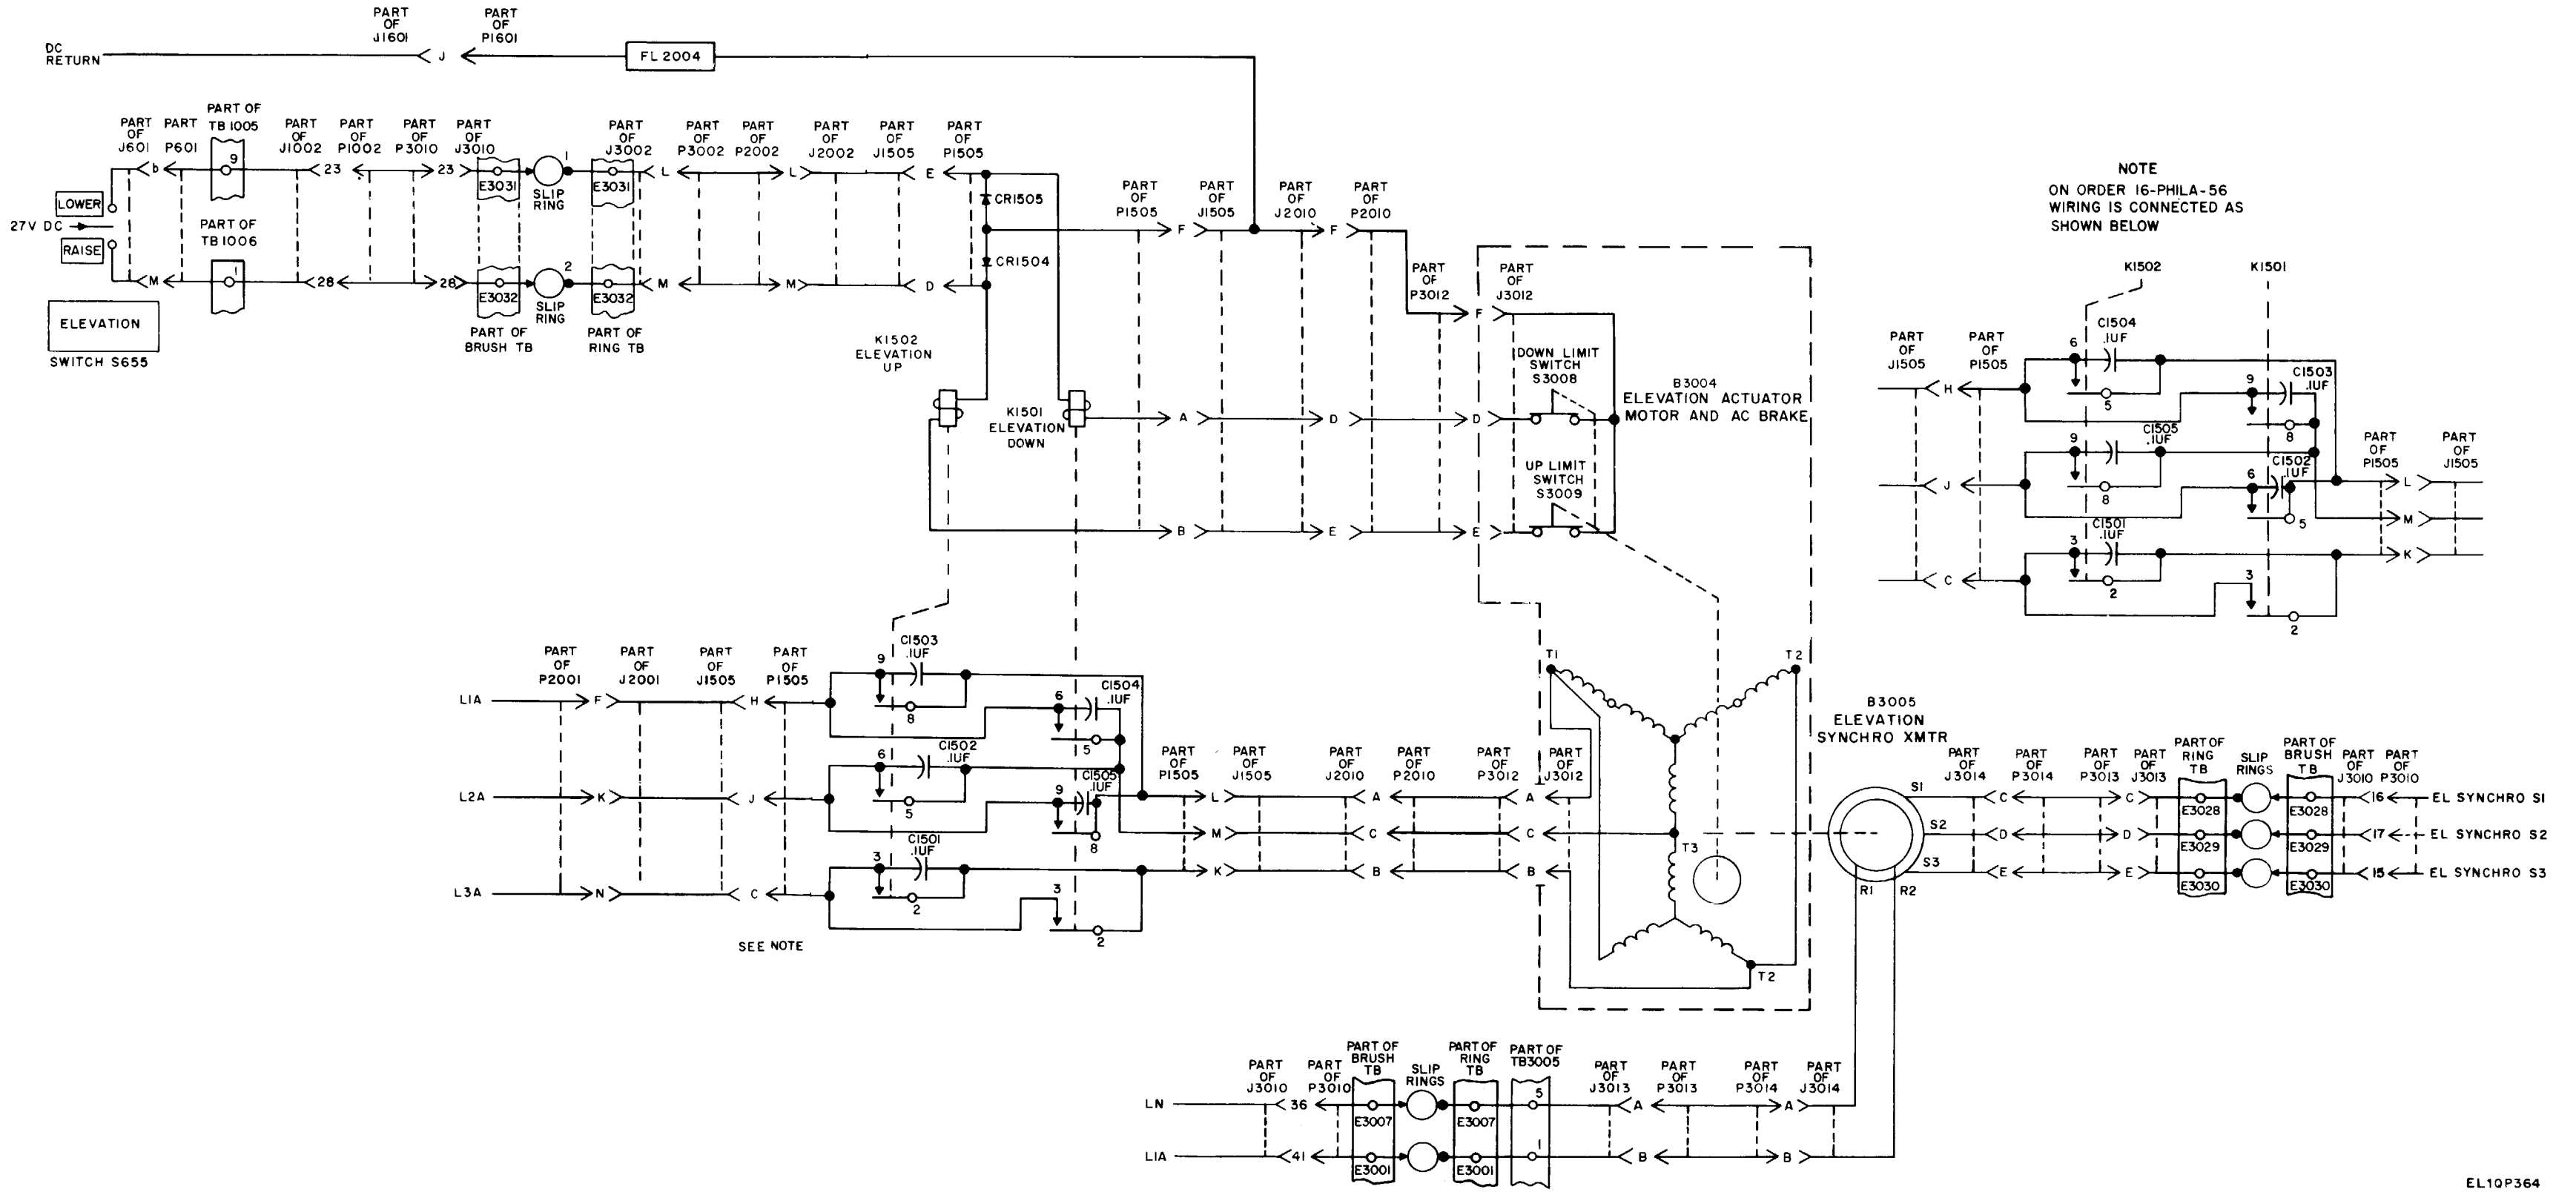 DC
RETURN
PART
OF
J1601
J
PART
OF
P1601
FL2004
PART
OF
J601
PART
P601
PART OF
TB1005
9
PART
OF
J1002
PART
OF
P1002
PART
OF
P3010
PART
OF
J3010
b
23
23
E3031
1
SLIP
RING
E3031
PART
OF
J3002
PART
OF
P3002
PART
OF
P2002
PART
OF
J2002
PART
OF
J1505
PART
OF
P1505
L
L
E
LOWER
27V DC
RAISE
PART OF
TB1006
1
M
28
28
E3032
2
SLIP
RING
E3032
M
M
D
ELEVATION
SWITCH S655
PART OF
BRUSH TB
PART OF
RING TB
CR1505
CR1504
K1502
ELEVATION
UP
K1501
ELEVATION
DOWN
PART
OF
P1505
PART
OF
J1505
PART
OF
J2010
PART
OF
P2010
F
F
PART
OF
P3012
PART
OF
J3012
F
A
D
D
B
E
E
DOWN LIMIT
SWITCH
S3008
UP LIMIT
SWITCH
S3009
B3004
ELEVATION ACTUATOR
MOTOR AND AC BRAKE
NOTE
ON ORDER 16-PHILA-56
WIRING IS CONNECTED AS
SHOWN BELOW
K1502
K1501
PART
OF
J1505
PART
OF
P1505
H
J
C
6
C1504
.1UF
5
9
C1503
.1UF
8
9
C1505
.1UF
8
6
C1502
.1UF
5
3
C1501
.1UF
2
3
2
PART
OF
P1505
PART
OF
J1505
L
M
K
PART
OF
P2001
PART
OF
J2001
PART
OF
J1505
PART
OF
P1505
L1A
F
H
L2A
K
J
L3A
N
C
SEE NOTE
9
C1503
.1UF
8
6
C1504
.1UF
5
6
C1502
.1UF
5
9
C1505
.1UF
8
3
C1501
.1UF
2
3
2
PART
OF
P1505
PART
OF
J1505
PART
OF
J2010
PART
OF
P2010
PART
OF
P3012
PART
OF
J3012
L
A
A
M
C
C
K
B
B
T1
T2
T3
T2
B3005
ELEVATION
SYNCHRO XMTR
S1
S2
S3
R1
R2
PART
OF
J3014
PART
OF
P3014
PART
OF
P3013
PART
OF
J3013
PART OF
RING
TB
SLIP
RINGS
PART OF
BRUSH
TB
PART
OF
J3010
PART
OF
P3010
C
C
E3028
E3028
16
EL SYNCHRO S1
D
D
E3029
E3029
17
EL SYNCHRO S2
E
E
E3030
E3030
15
EL SYNCHRO S3
PART
OF
J3010
PART
OF
P3010
PART OF
BRUSH
TB
SLIP
RINGS
PART OF
RING
TB
PART OF
TB3005
PART
OF
J3013
PART
OF
P3013
PART
OF
P3014
PART
OF
J3014
LN
36
E3007
E3007
5
A
A
L1A
41
E3001
E3001
1
B
B
EL1QP364